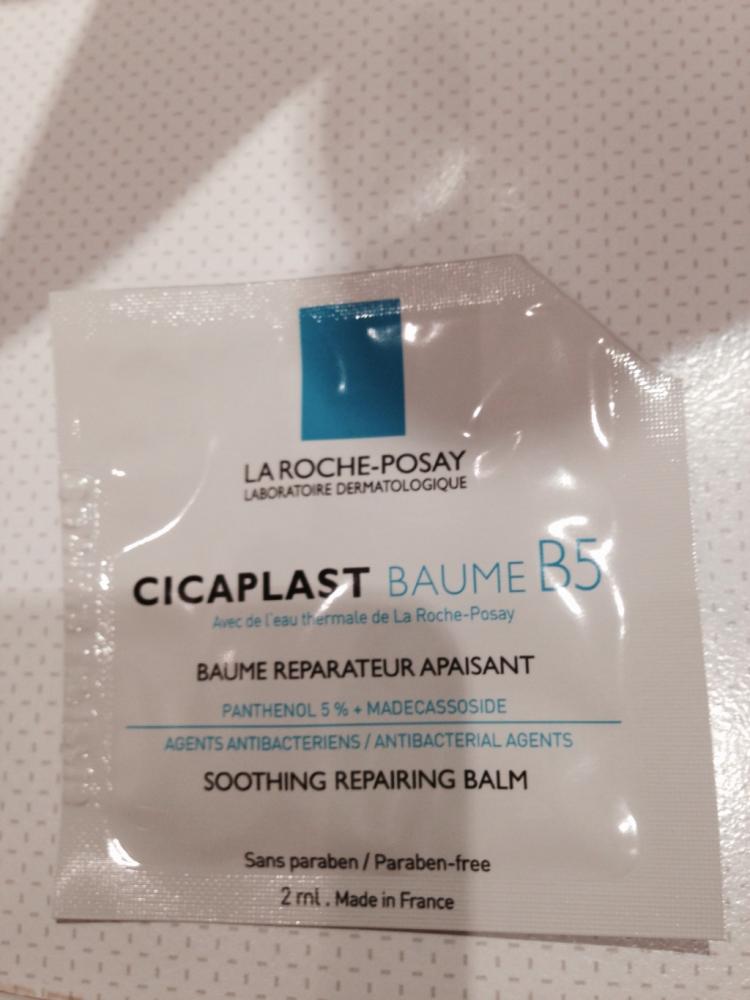 LA ROCHE-POSAY
LABORATOIRE DERMATOLOGIQUE
CICAPLAST BAUME B5
Avec de l'eau thermale de La Roche-Posay
BAUME REPARATEUR APAISANT
PANTHENOL 5 % + MADECASSOSIDE
AGENTS ANTIBACTERIENS / ANTIBACTERIAL AGENTS
SOOTHING REPAIRING BALM
Sans paraben / Paraben-free
2 ml . Made in France